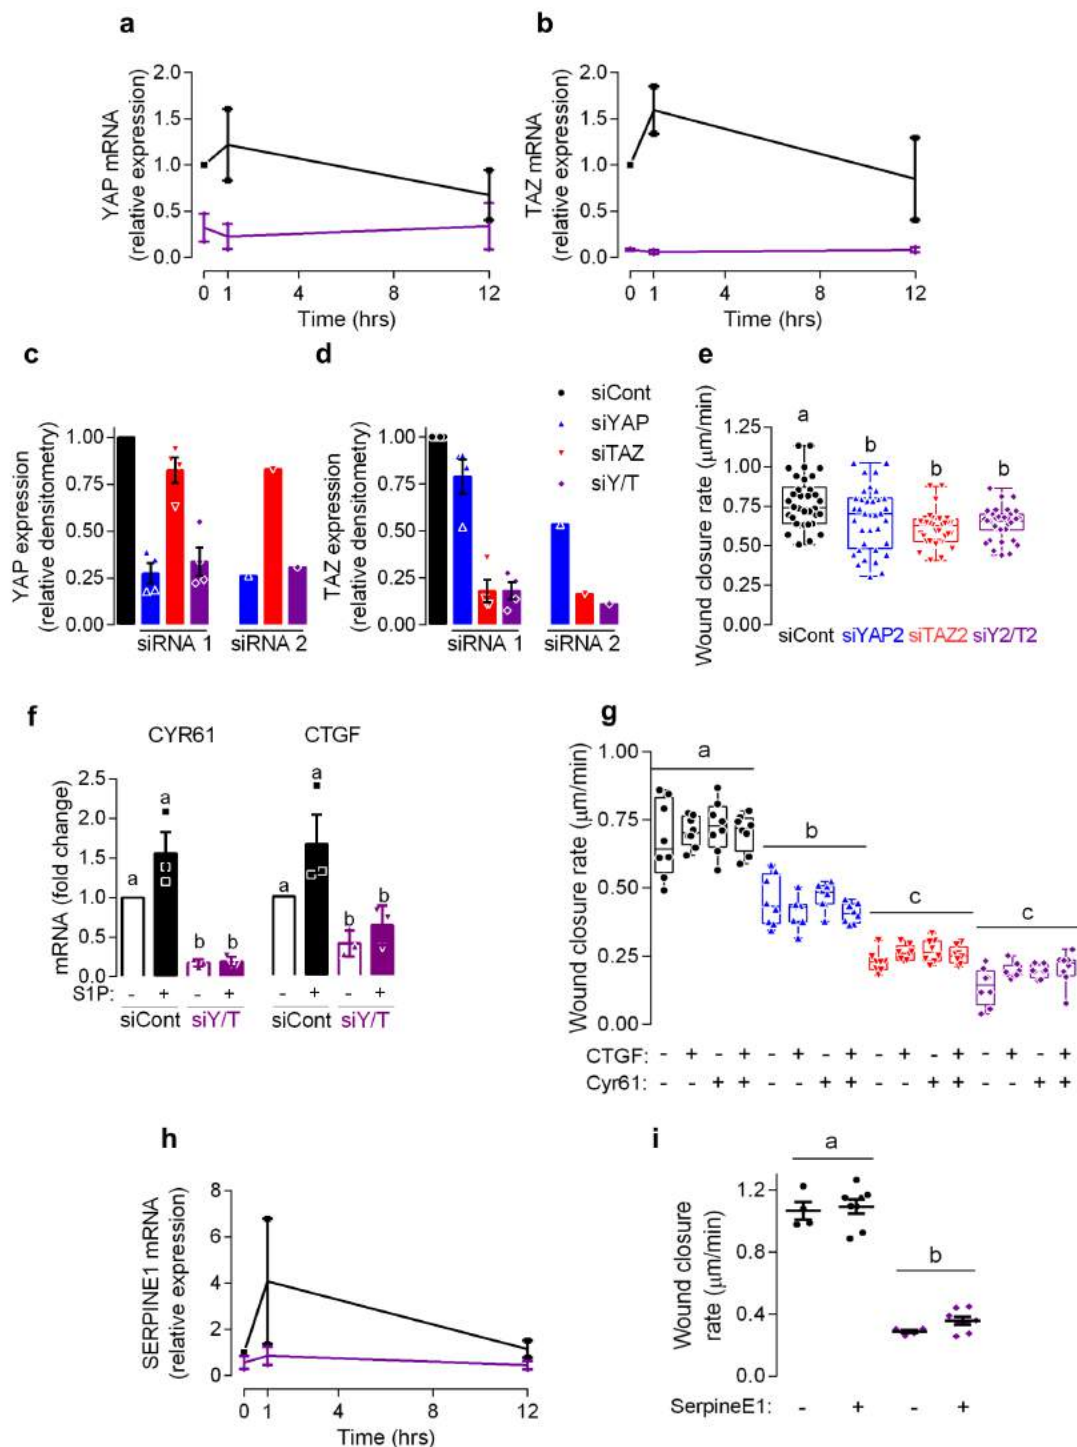 a
b
YAP mRNA
(relative expression)
2.0
1.5
1.0
0.5
0.0
0 1 4 8 12
Time (hrs)
TAZ mRNA
(relative expression)
2.0
1.5
1.0
0.5
0.0
0 1 4 8 12
Time (hrs)
c
YAP expression
(relative densitometry)
1.00
0.75
0.50
0.25
0.00
siRNA 1 siRNA 2
d
TAZ expression
(relative densitometry)
1.00
0.75
0.50
0.25
0.00
siRNA 1 siRNA 2
siCont
siYAP
siTAZ
siY/T
e
Wound closure rate (μm/min)
1.25
1.00
0.75
0.50
0.25
0.00
a
b b b
siCont siYAP2 siTAZ2 siY2/T2
f
CYR61 CTGF
mRNA (fold change)
2.5
2.0
1.5
1.0
0.5
0.0
a a b b a a b b
S1P: - + - + - + - +
siCont siY/T siCont siY/T
g
Wound closure rate (μm/min)
1.00
0.75
0.50
0.25
0.00
a
b
c
c
CTGF: - + - + - + - + - + - + - + - +
Cyr61: - - + + - - + + - - + + - - + +
h
SERPINE1 mRNA
(relative expression)
8
6
4
2
0
0 1 4 8 12
Time (hrs)
i
Wound closure
rate (μm/min)
1.2
0.8
0.4
0.0
a
b
SerpineE1: - + - +